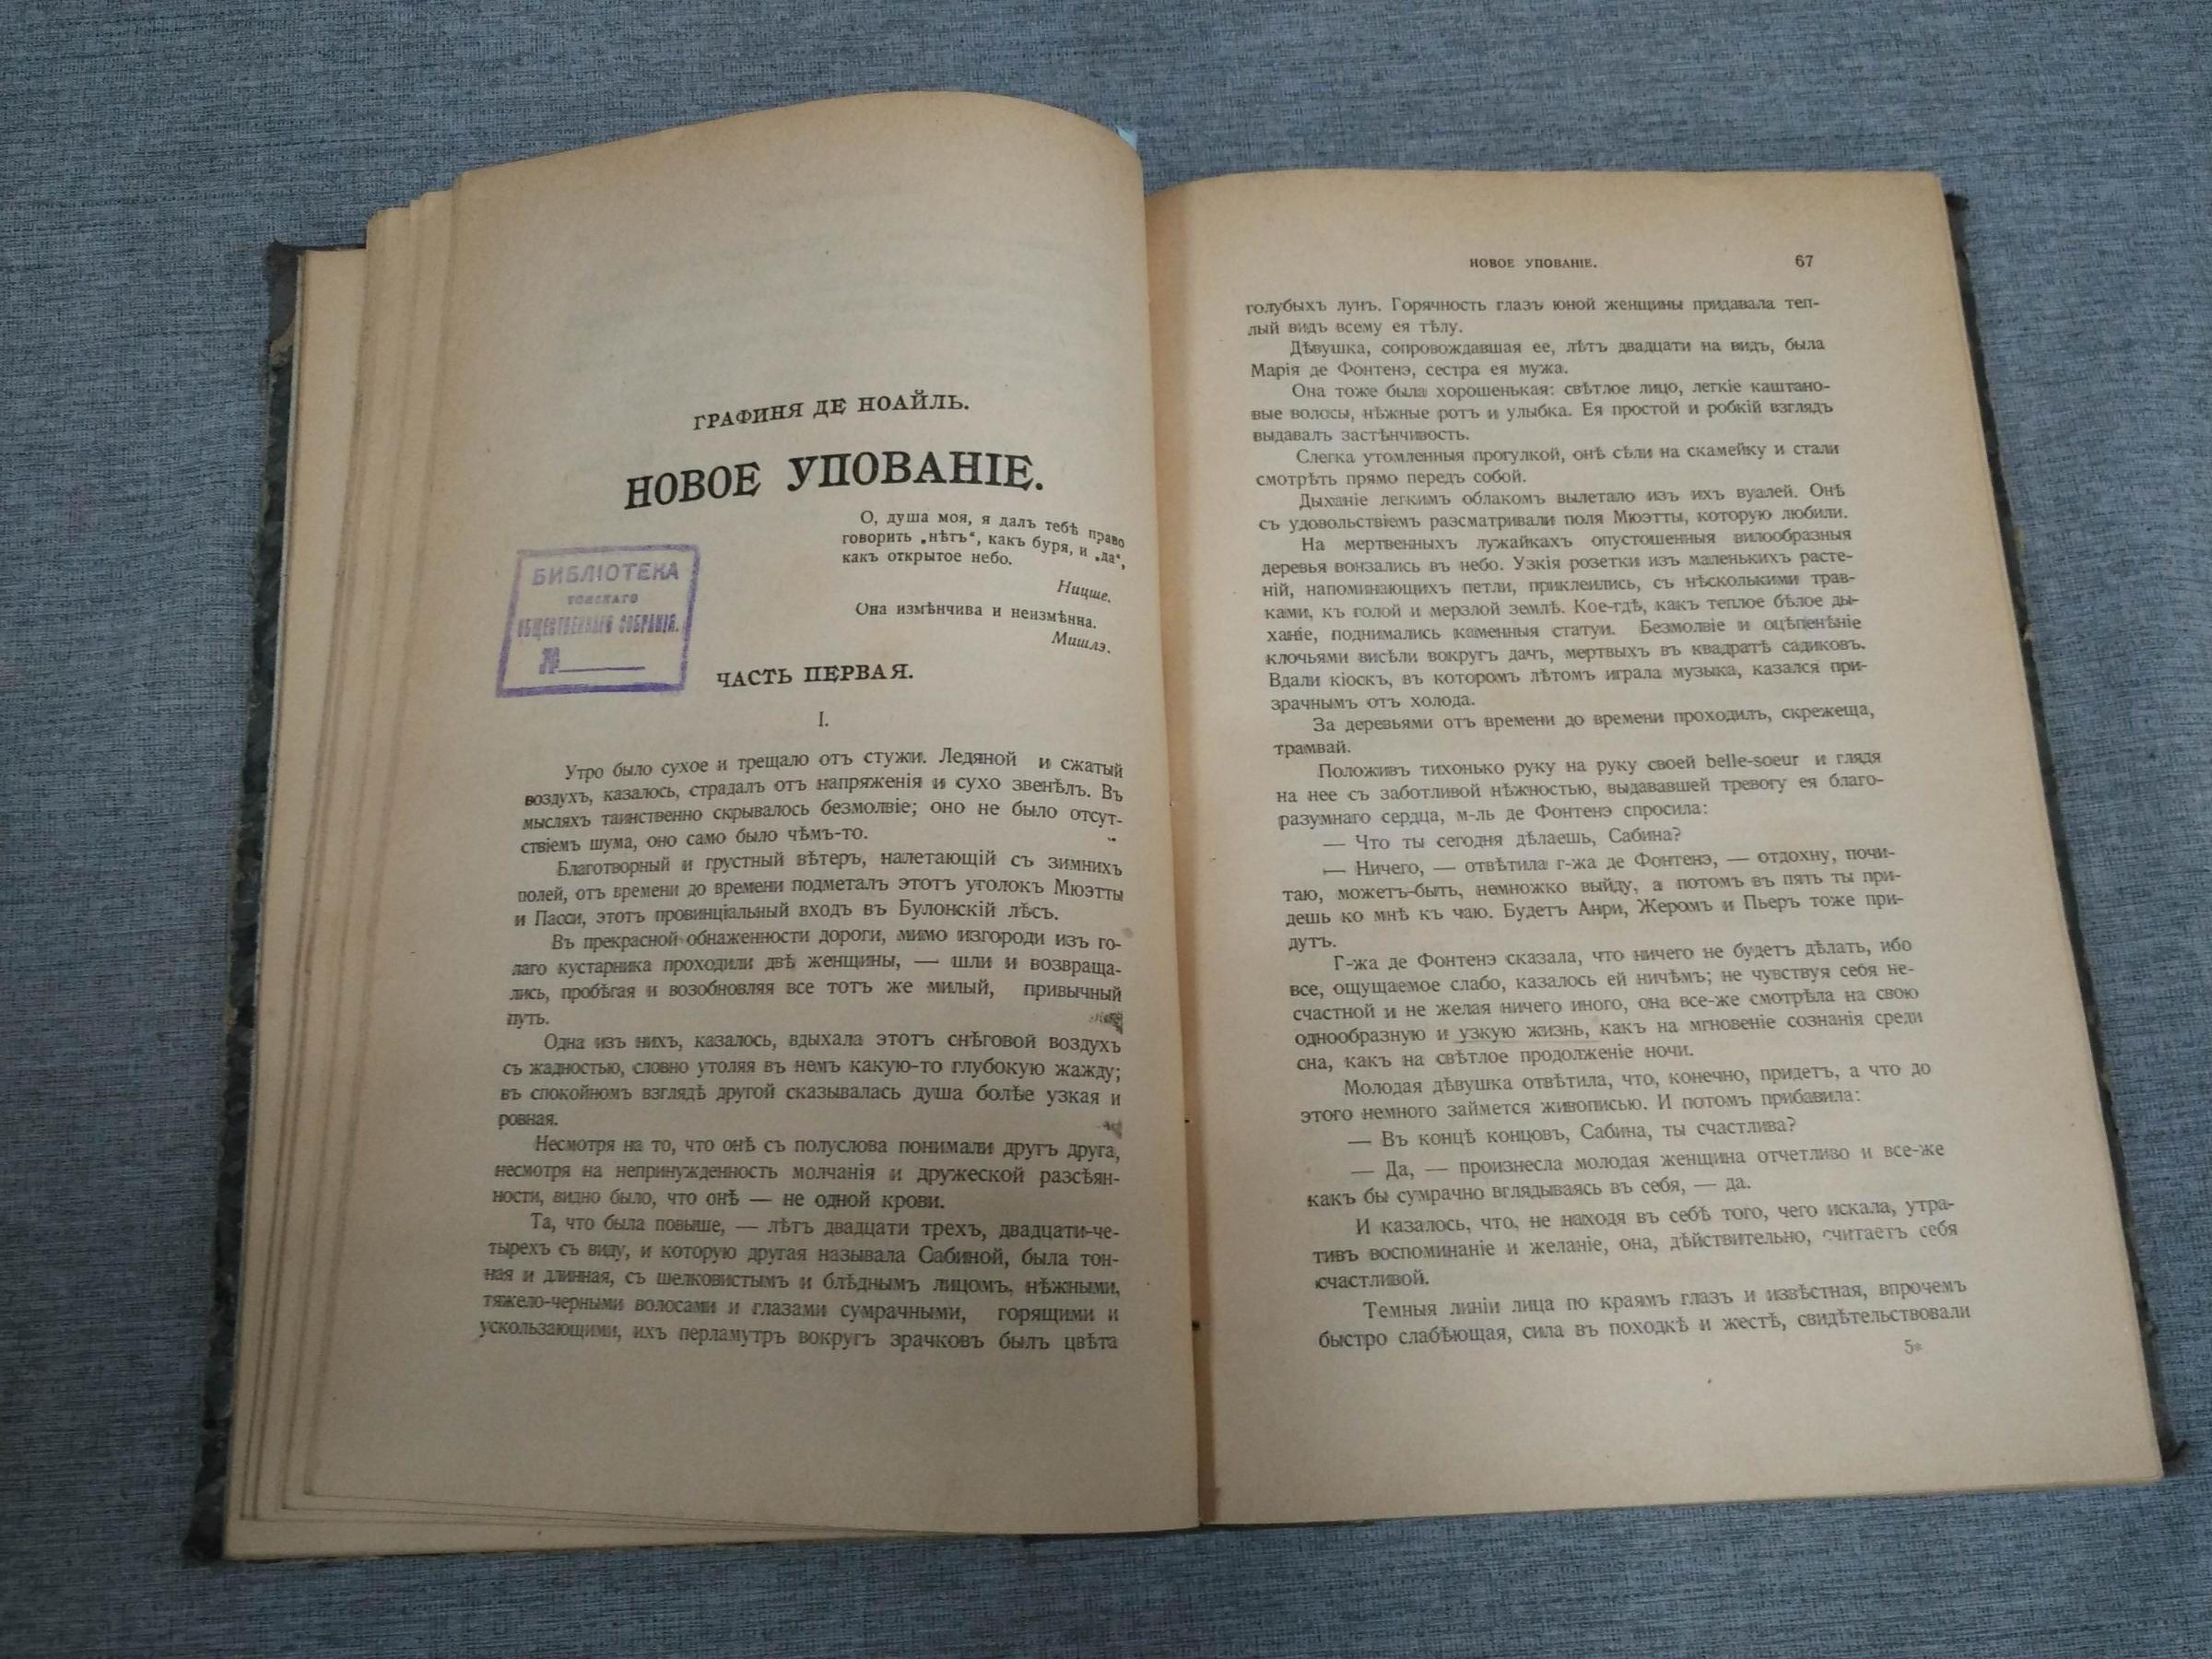 ГРАФИНЯ ДЕ НОАЙЛЬ.
НОВОЕ УПОВАНІЕ.
О, душа моя, я далъ тебѣ право
говорить „нѣтъ“, какъ буря, и „да“,
какъ открытое небо.
Ницше.
Она измѣнчива и неизмѣнна.
Мишлэ.
БИБЛІОТЕКА
ТОМСКАГО
ОБЩЕСТВЕННАГО СОБРАНІЯ.
№
ЧАСТЬ ПЕРВАЯ.
I.
Утро было сухое и трещало отъ стужи. Ледяной и сжатый
воздухъ, казалось, страдалъ отъ напряженія и сухо звенѣлъ. Въ
мысляхъ таинственно скрывалось безмолвіе; оно не было отсут-
ствіемъ шума, оно само было чѣмъ-то.
Благотворный и грустный вѣтеръ, налетающій съ зимнихъ
полей, отъ времени до времени подметалъ этотъ уголокъ Мюэтты
и Пасси, этотъ провинціальный входъ въ Булонскій лѣсъ.
Въ прекрасной обнаженности дороги, мимо изгороди изъ го-
лаго кустарника проходили двѣ женщины, — шли и возвраща-
лись, пробѣгая и возобновляя все тотъ же милый, привычный
путь.
Одна изъ нихъ, казалось, вдыхала этотъ снѣговой воздухъ
съ жадностью, словно утоляя въ немъ какую-то глубокую жажду;
въ спокойномъ взглядѣ другой сказывалась душа болѣе узкая и
ровная.
Несмотря на то, что онѣ съ полуслова понимали другъ друга,
несмотря на непринужденность молчанія и дружеской разсѣян-
ности, видно было, что онѣ — не одной крови.
Та, что была повыше, — лѣтъ двадцати трехъ, двадцати-че-
тырехъ съ виду, и которую другая называла Сабиной, была тон-
ная и длинная, съ шелковистымъ и блѣднымъ лицомъ, нѣжными,
тяжело-черными волосами и глазами сумрачными, горящими и
ускользающими, ихъ перламутръ вокругъ зрачковъ былъ цвѣта
НОВОЕ УПОВАНІЕ. 67
голубыхъ лунъ. Горячность глазъ юной женщины придавала теп-
лый видъ всему ея тѣлу.
Дѣвушка, сопровождавшая ее, лѣтъ двадцати на видъ, была
Марія де Фонтенэ, сестра ея мужа.
Она тоже была хорошенькая: свѣтлое лицо, легкіе каштано-
вые волосы, нѣжные ротъ и улыбка. Ея простой и робкій взглядъ
выдавалъ застѣнчивость.
Слегка утомленныя прогулкой, онѣ сѣли на скамейку и стали
смотрѣть прямо передъ собой.
Дыханіе легкимъ облакомъ вылетало изъ ихъ вуалей. Онѣ
съ удовольствіемъ разсматривали поля Мюэтты, которую любили.
На мертвенныхъ лужайкахъ опустошенныя вилообразныя
деревья вонзались въ небо. Узкія розетки изъ маленькихъ расте-
ній, напоминающихъ петли, приклеились, съ нѣсколькими трав-
ками, къ голой и мерзлой землѣ. Кое-гдѣ, какъ теплое бѣлое ды-
ханіе, поднимались каменныя статуи. Безмолвіе и оцѣпенѣніе
клочьями висѣли вокругъ дачъ, мертвыхъ въ квадратѣ садиковъ.
Вдали кіоскъ, въ которомъ лѣтомъ играла музыка, казался при-
зрачнымъ отъ холода.
За деревьями отъ времени до времени проходилъ, скрежеща,
трамвай.
Положивъ тихонько руку на руку своей belle-soeur и глядя
на нее съ заботливой нѣжностью, выдававшей тревогу ея благо-
разумнаго сердца, м-ль де Фонтенэ спросила:
— Что ты сегодня дѣлаешь, Сабина?
— Ничего, — отвѣтила г-жа де Фонтенэ, — отдохну, почи-
таю, можетъ-быть, немножко выйду, а потомъ въ пять ты при-
дешь ко мнѣ къ чаю. Будетъ Анри, Жеромъ и Пьеръ тоже при-
дутъ.
Г-жа де Фонтенэ сказала, что ничего не будетъ дѣлать, ибо
все, ощущаемое слабо, казалось ей ничѣмъ; не чувствуя себя не-
счастной и не желая ничего иного, она все-же смотрѣла на свою
однообразную и узкую жизнь, какъ на мгновеніе сознанія среди
сна, какъ на свѣтлое продолженіе ночи.
Молодая дѣвушка отвѣтила, что, конечно, придетъ, а что до
этого немного займется живописью. И потомъ прибавила:
— Въ концѣ концовъ, Сабина, ты счастлива?
— Да, — произнесла молодая женщина отчетливо и все-же
какъ бы сумрачно вглядываясь въ себя, — да.
И казалось, что, не находя въ себѣ того, чего искала, утра-
тивъ воспоминаніе и желаніе, она, дѣйствительно, считаетъ себя
счастливой.
Темныя линіи лица по краямъ глазъ и извѣстная, впрочемъ
быстро слабѣющая, сила въ походкѣ и жестѣ, свидѣтельствовали
5*